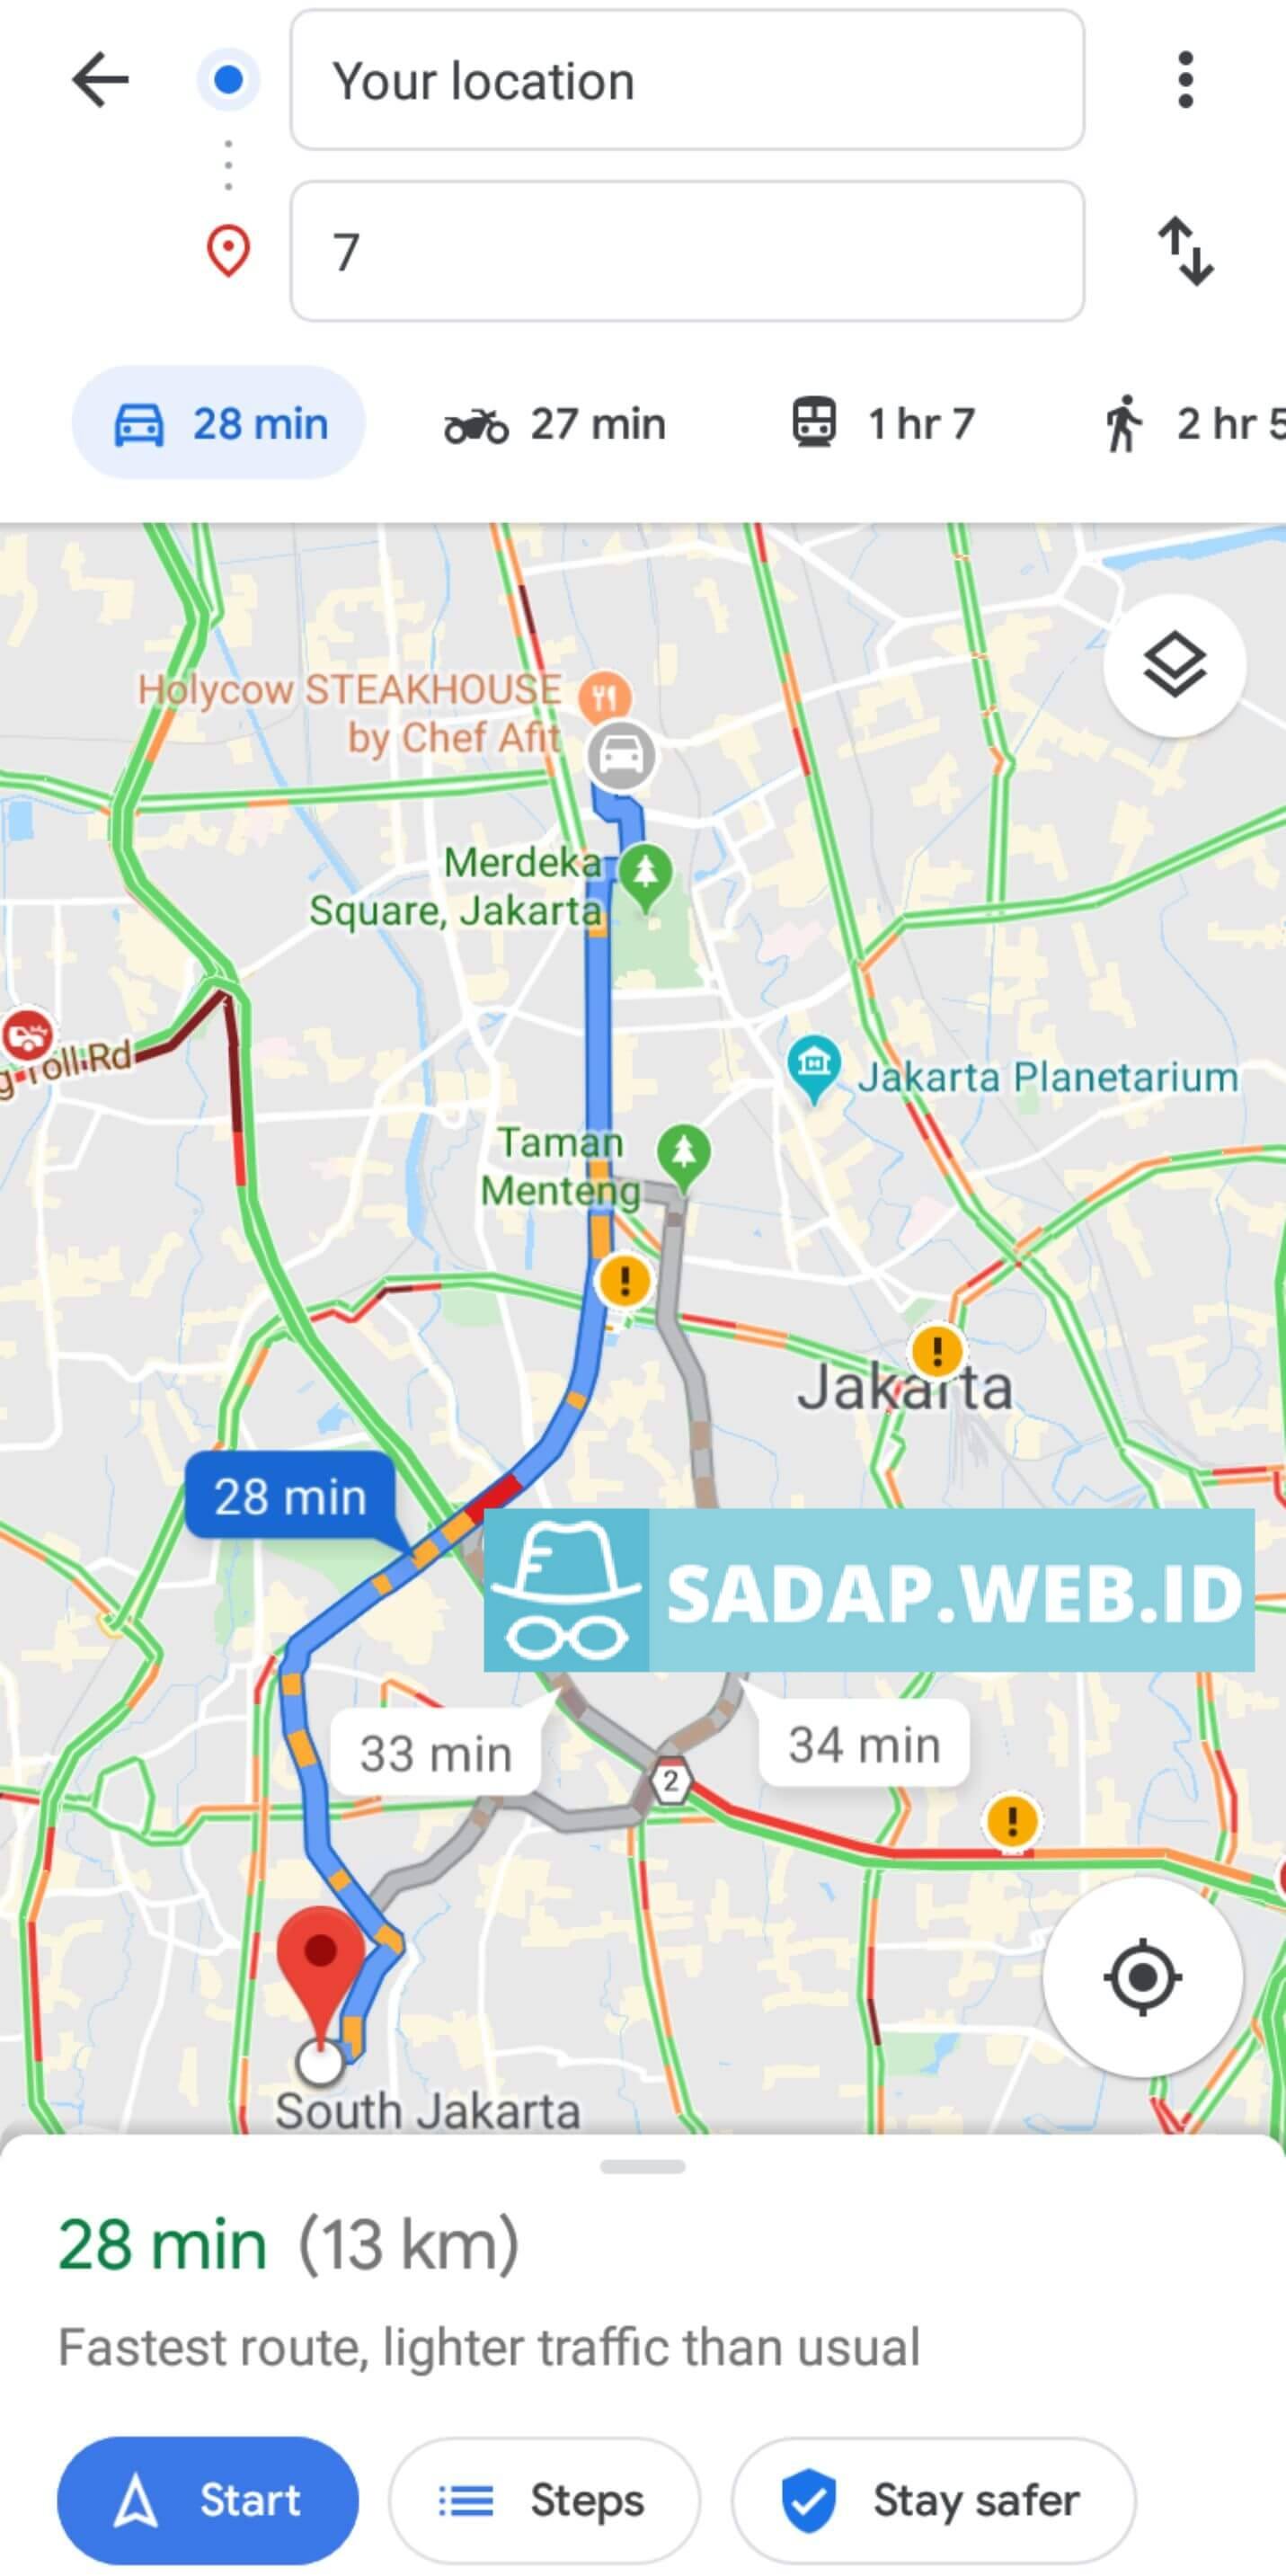 Your location
7
28 min
27 min
1 hr 7
2 hr 5
Holycow STEAKHOUSE
by Chef Afit
Merdeka
Square, Jakarta
g Toll Rd
Jakarta Planetarium
Taman
Menteng
Jakarta
28 min
SADAP.WEB.ID
33 min
34 min
2
South Jakarta
28 min (13 km)
Fastest route, lighter traffic than usual
Start
Steps
Stay safer